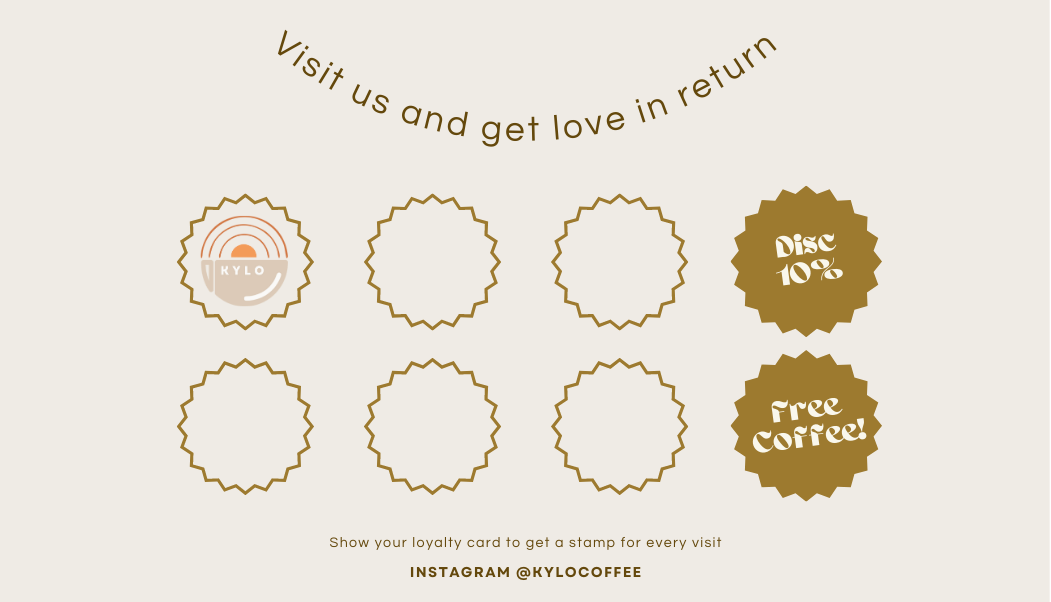 Visit us and get love in return
KYLO
Disc
10%
Free
Coffee!
Show your loyalty card to get a stamp for every visit
INSTAGRAM @KYLOCOFFEE